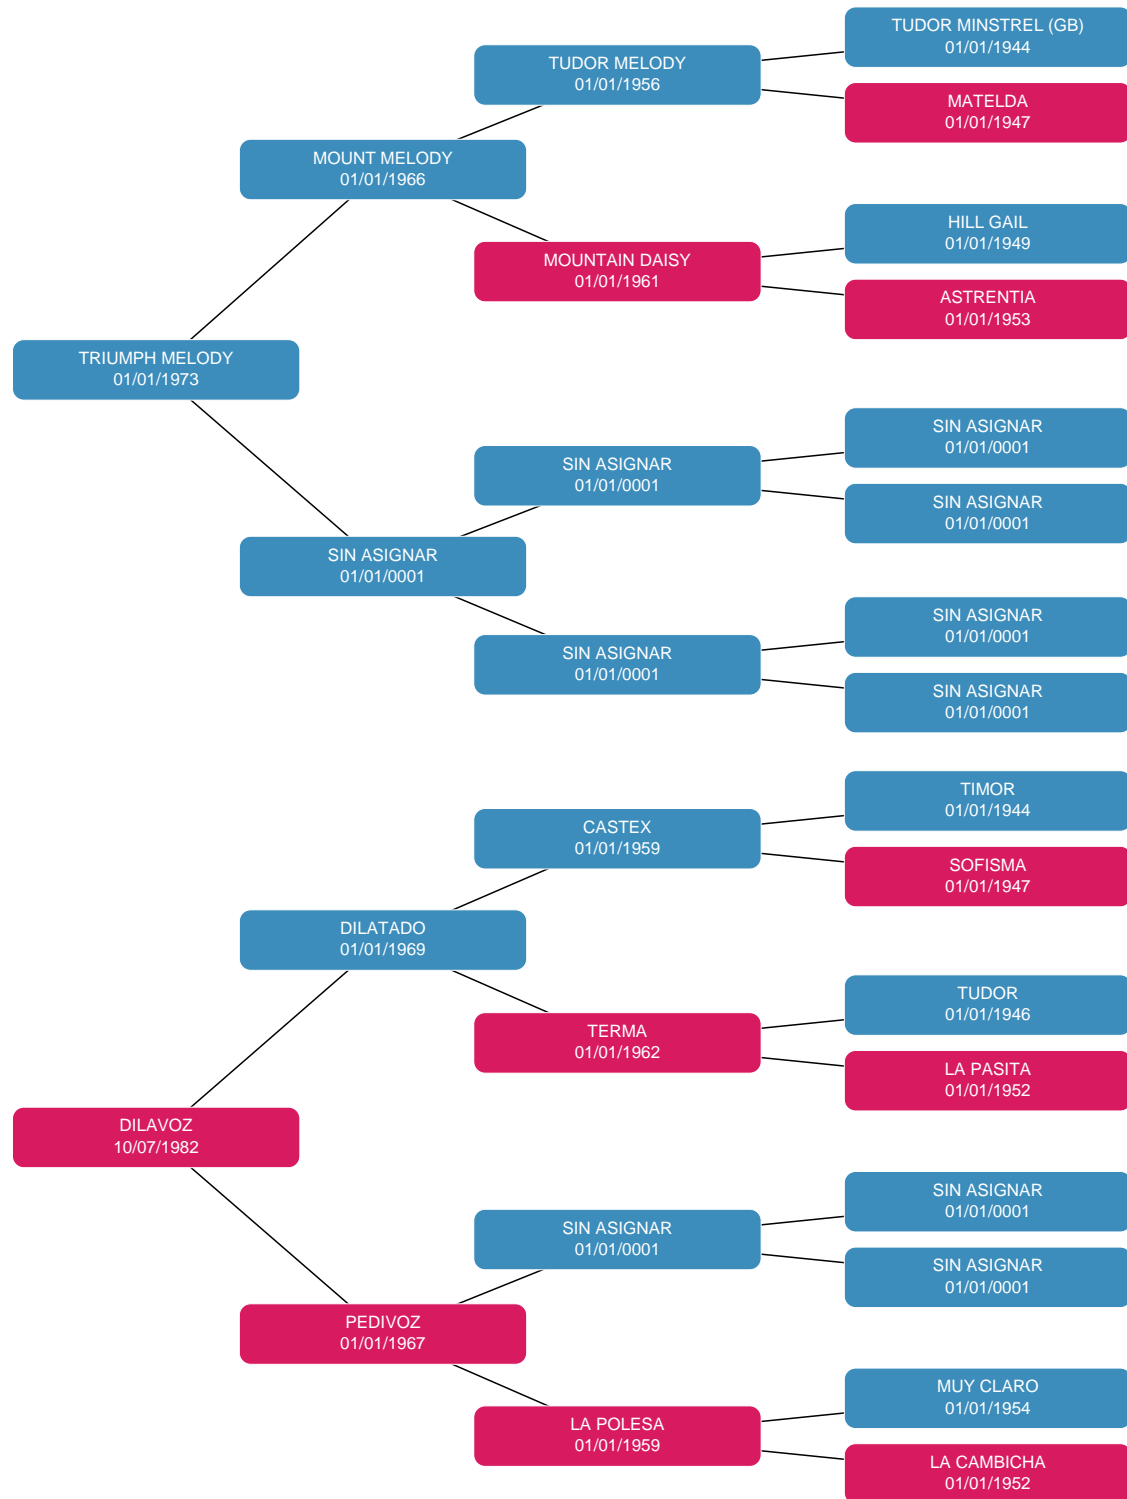 TUDOR MINSTREL (GB)
01/01/1944
TUDOR MELODY
01/01/1956
MATELDA
01/01/1947
MOUNT MELODY
01/01/1966
HILL GAIL
01/01/1949
MOUNTAIN DAISY
01/01/1961
ASTRENTIA
01/01/1953
TRIUMPH MELODY
01/01/1973
SIN ASIGNAR
01/01/0001
SIN ASIGNAR
01/01/0001
SIN ASIGNAR
01/01/0001
SIN ASIGNAR
01/01/0001
SIN ASIGNAR
01/01/0001
SIN ASIGNAR
01/01/0001
SIN ASIGNAR
01/01/0001
TIMOR
01/01/1944
CASTEX
01/01/1959
SOFISMA
01/01/1947
DILATADO
01/01/1969
TUDOR
01/01/1946
TERMA
01/01/1962
LA PASITA
01/01/1952
DILAVOZ
10/07/1982
SIN ASIGNAR
01/01/0001
SIN ASIGNAR
01/01/0001
SIN ASIGNAR
01/01/0001
PEDIVOZ
01/01/1967
MUY CLARO
01/01/1954
LA POLESA
01/01/1959
LA CAMBICHA
01/01/1952